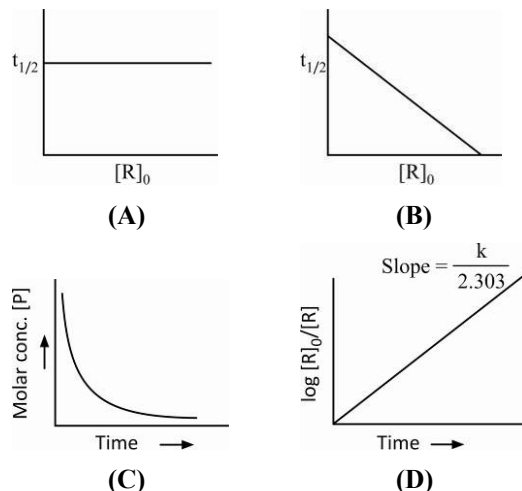 t1/2
[R]0
(A)
t1/2
[R]0
(B)
Molar conc. [P]
Time
(C)
Slope = k/2.303
log [R]0/[R]
Time
(D)